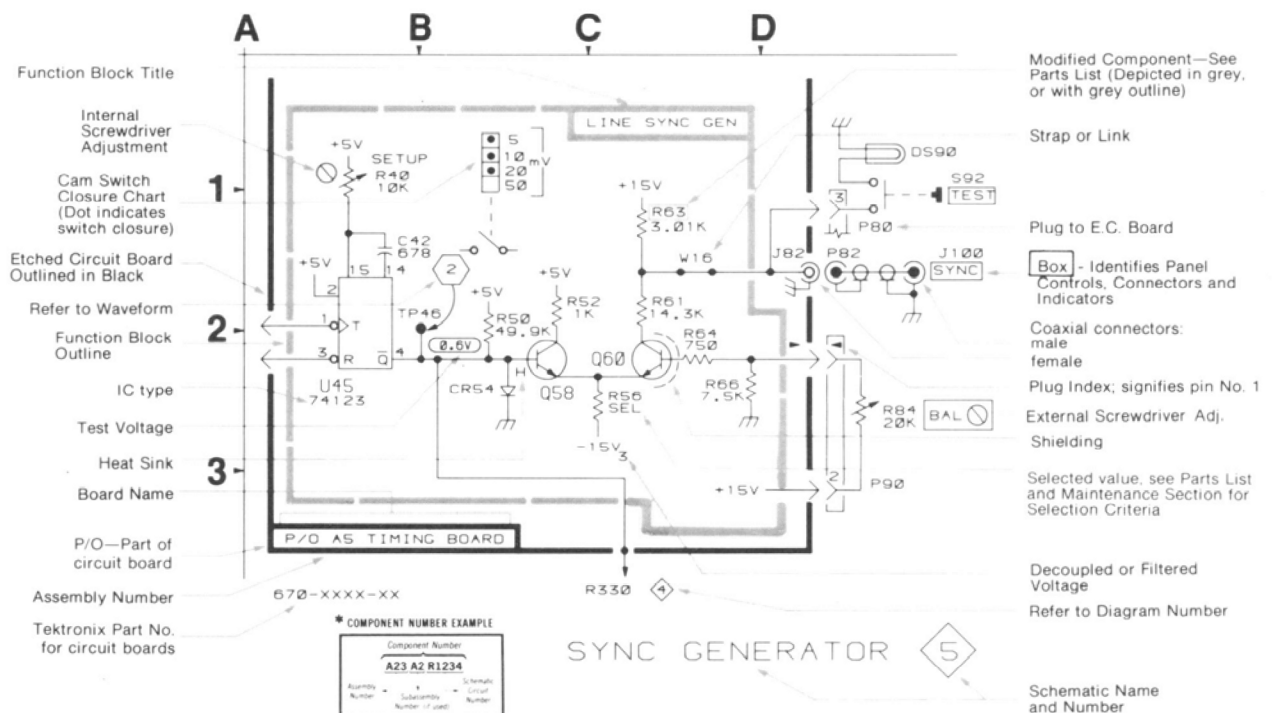 A B C D
Function Block Title
Internal
Screwdriver
Adjustment
Cam Switch
Closure Chart
(Dot indicates
switch closure)
Etched Circuit Board
Outlined in Black
Refer to Waveform
Function Block
Outline
IC type
Test Voltage
Heat Sink
Board Name
P/O—Part of
circuit board
Assembly Number
Tektronix Part No.
for circuit boards
1
2
3
LINE SYNC GEN
+5V
SETUP
R40
10K
5
10
20
50
mV
C42
678
+5V
15 14
2
1 T
3 R
Q̅ 4
U45
74123
2
TP46
0.6V
+5V
R50
49.9K
CR54
H
+5V
R52
1K
Q58
Q60
R56
SEL
-15V3
+15V
R63
3.01K
W16
R61
14.3K
R64
750
R66
7.5K
+15V
J82
P82
J100
SYNC
DS90
S92
TEST
3
P80
R84
20K
BAL
2
P90
P/O A5 TIMING BOARD
670-XXXX-XX
R330 4
* COMPONENT NUMBER EXAMPLE
Component Number
A23 A2 R1234
Assembly
Number
Subassembly
Number (if used)
Schematic
Circuit
Number
SYNC GENERATOR 5
Modified Component—See
Parts List (Depicted in grey,
or with grey outline)
Strap or Link
Plug to E.C. Board
Box - Identifies Panel
Controls, Connectors and
Indicators
Coaxial connectors:
male
female
Plug Index; signifies pin No. 1
External Screwdriver Adj.
Shielding
Selected value, see Parts List
and Maintenance Section for
Selection Criteria
Decoupled or Filtered
Voltage
Refer to Diagram Number
Schematic Name
and Number